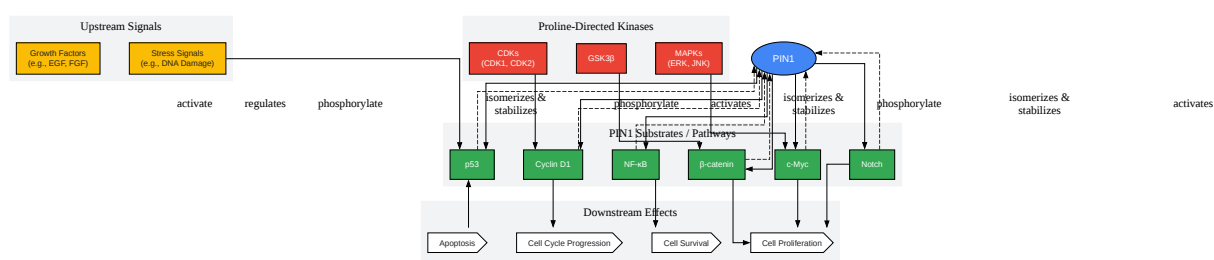 Upstream Signals
Proline-Directed Kinases
Growth Factors
(e.g., EGF, FGF)
Stress Signals
(e.g., DNA Damage)
CDKs
(CDK1, CDK2)
GSK3β
MAPKs
(ERK, JNK)
PIN1
activate
regulates
phosphorylate
isomerizes &
stabilizes
phosphorylate
activates
isomerizes &
stabilizes
phosphorylate
isomerizes &
stabilizes
activates
PIN1 Substrates / Pathways
p53
Cyclin D1
NF-κB
β-catenin
c-Myc
Notch
Downstream Effects
Apoptosis
Cell Cycle Progression
Cell Survival
Cell Proliferation